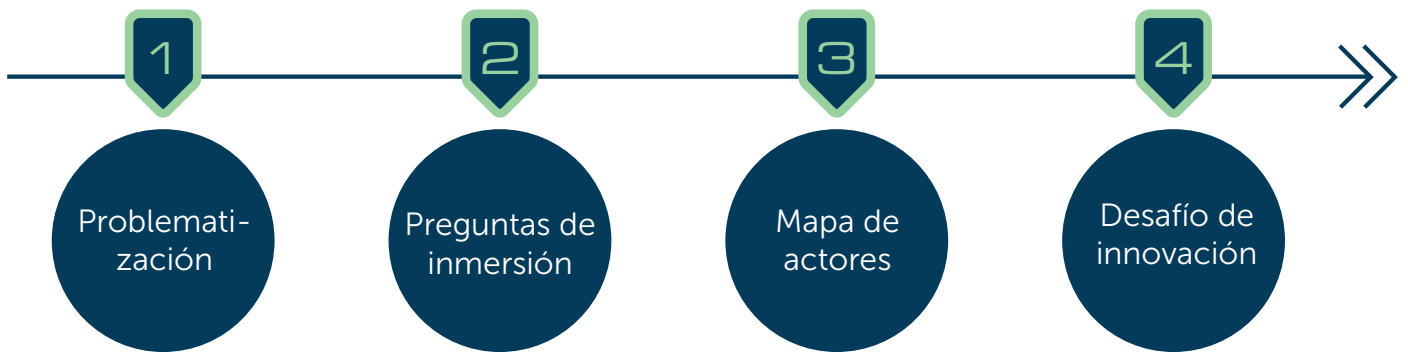 1
2
3
4
Problemati-
zación
Preguntas de
inmersión
Mapa de
actores
Desafío de
innovación